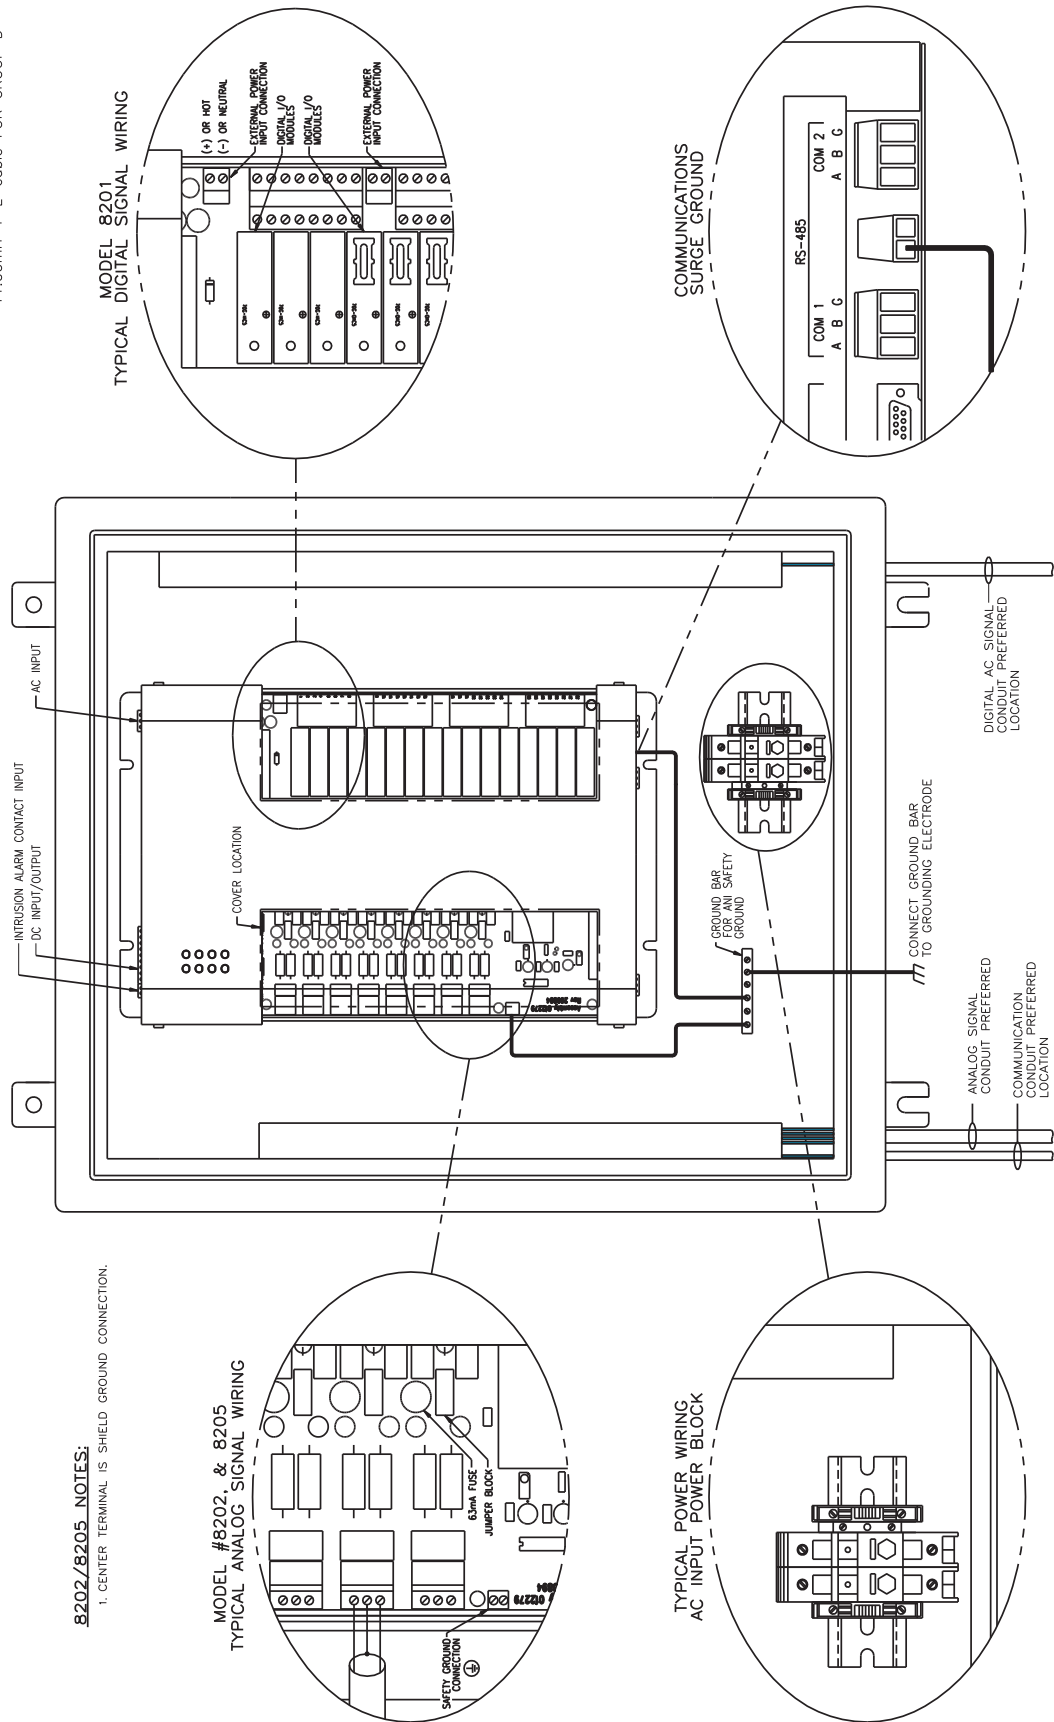 8202/8205 NOTES:
1. CENTER TERMINAL IS SHIELD GROUND CONNECTION.
MODEL #8202, & 8205
TYPICAL ANALOG SIGNAL WIRING
63mA FUSE
JUMPER BLOCK
SAFETY GROUND
CONNECTION
012279
INTRUSION ALARM CONTACT INPUT
DC INPUT/OUTPUT
AC INPUT
COVER LOCATION
Assembly 012279
GROUND BAR
FOR ANI SAFETY
GROUND
CONNECT GROUND BAR
TO GROUNDING ELECTRODE
ANALOG SIGNAL
CONDUIT PREFERRED
COMMUNICATION
CONDUIT PREFERRED
LOCATION
DIGITAL AC SIGNAL
CONDUIT PREFERRED
LOCATION
MODEL 8201
TYPICAL DIGITAL SIGNAL WIRING
(+) OR HOT
(-) OR NEUTRAL
EXTERNAL POWER
INPUT CONNECTION
DIGITAL I/O
MODULES
DIGITAL I/O
MODULES
EXTERNAL POWER
INPUT CONNECTION
COMMUNICATIONS
SURGE GROUND
RS-485
COM 1
COM 2
A B G
A B G
TYPICAL POWER WIRING
AC INPUT POWER BLOCK